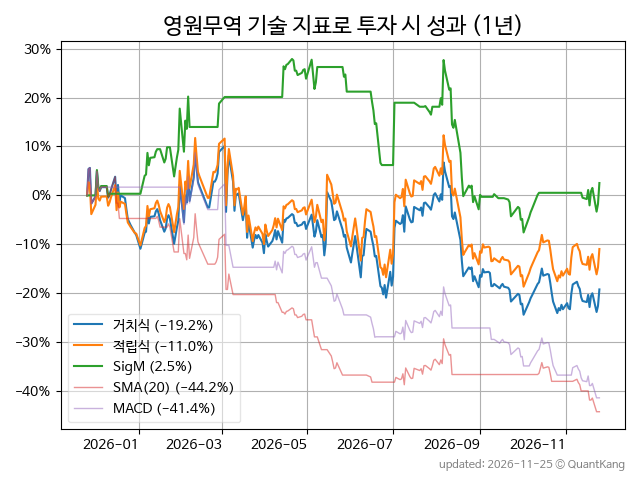 영원무역 기술 지표로 투자 시 성과 (1년)
30%
20%
10%
0%
−10%
−20%
−30%
−40%
거치식 (−19.2%)
적립식 (−11.0%)
SigM (2.5%)
SMA(20) (−44.2%)
MACD (−41.4%)
2026-01 2026-03 2026-05 2026-07 2026-09 2026-11
updated: 2026-11-25 © QuantKang